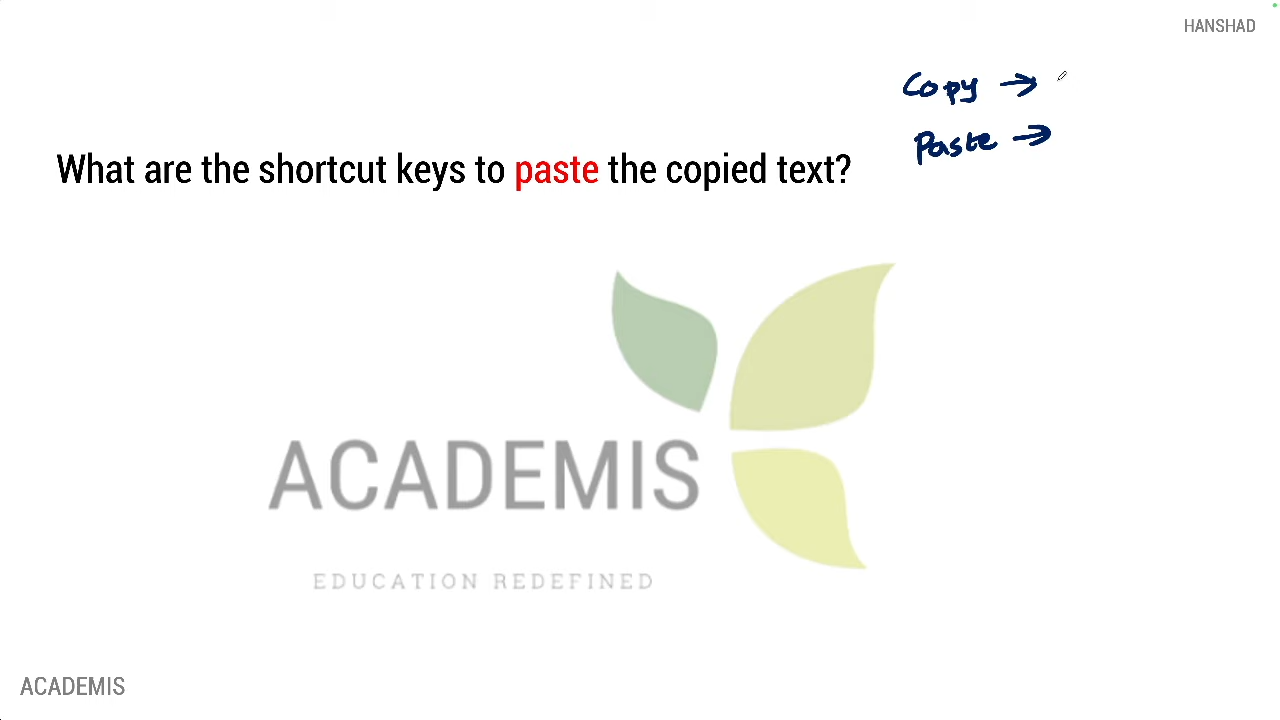 HANSHAD
Copy →
Paste →
What are the shortcut keys to paste the copied text?
ACADEMIS
EDUCATION REDEFINED
ACADEMIS